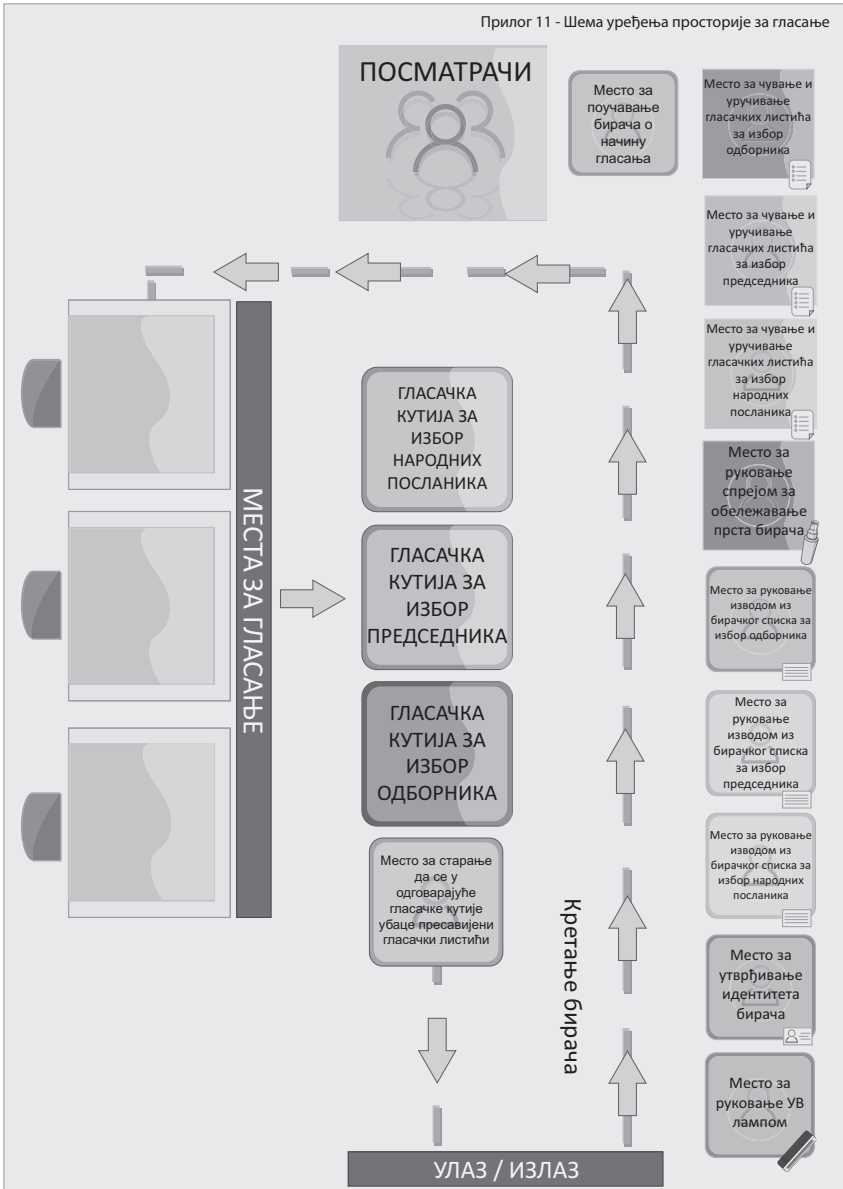 Прилог 11 - Шема уређења просторије за гласање
ПОСМАТРАЧИ
Место за
поучавање
бирача о
начину
гласања
Место за чување и
уручивање
гласачких листића
за избор
одборника
Место за чување и
уручивање
гласачких листића
за избор
председника
Место за чување и
уручивање
гласачких листића
за избор
народних
посланика
Место за
руковање
спрејом за
обележавање
прста бирача
Место за руковање
изводом из
бирачког списка за
избор одборника
Место за
руковање
изводом из
бирачког списка
за избор
председника
Место за руковање
изводом из
бирачког списка за
избор народних
посланика
Место за
утврђивање
идентитета
бирача
Место за
руковање УВ
лампом
МЕСТА ЗА ГЛАСАЊЕ
ГЛАСАЧКА
КУТИЈА ЗА
ИЗБОР
НАРОДНИХ
ПОСЛАНИКА
ГЛАСАЧКА
КУТИЈА ЗА
ИЗБОР
ПРЕДСЕДНИКА
ГЛАСАЧКА
КУТИЈА ЗА
ИЗБОР
ОДБОРНИКА
Место за старање
да се у
одговарајуће
гласачке кутије
убаце пресавијени
гласачки листићи
Кретање бирача
УЛАЗ / ИЗЛАЗ